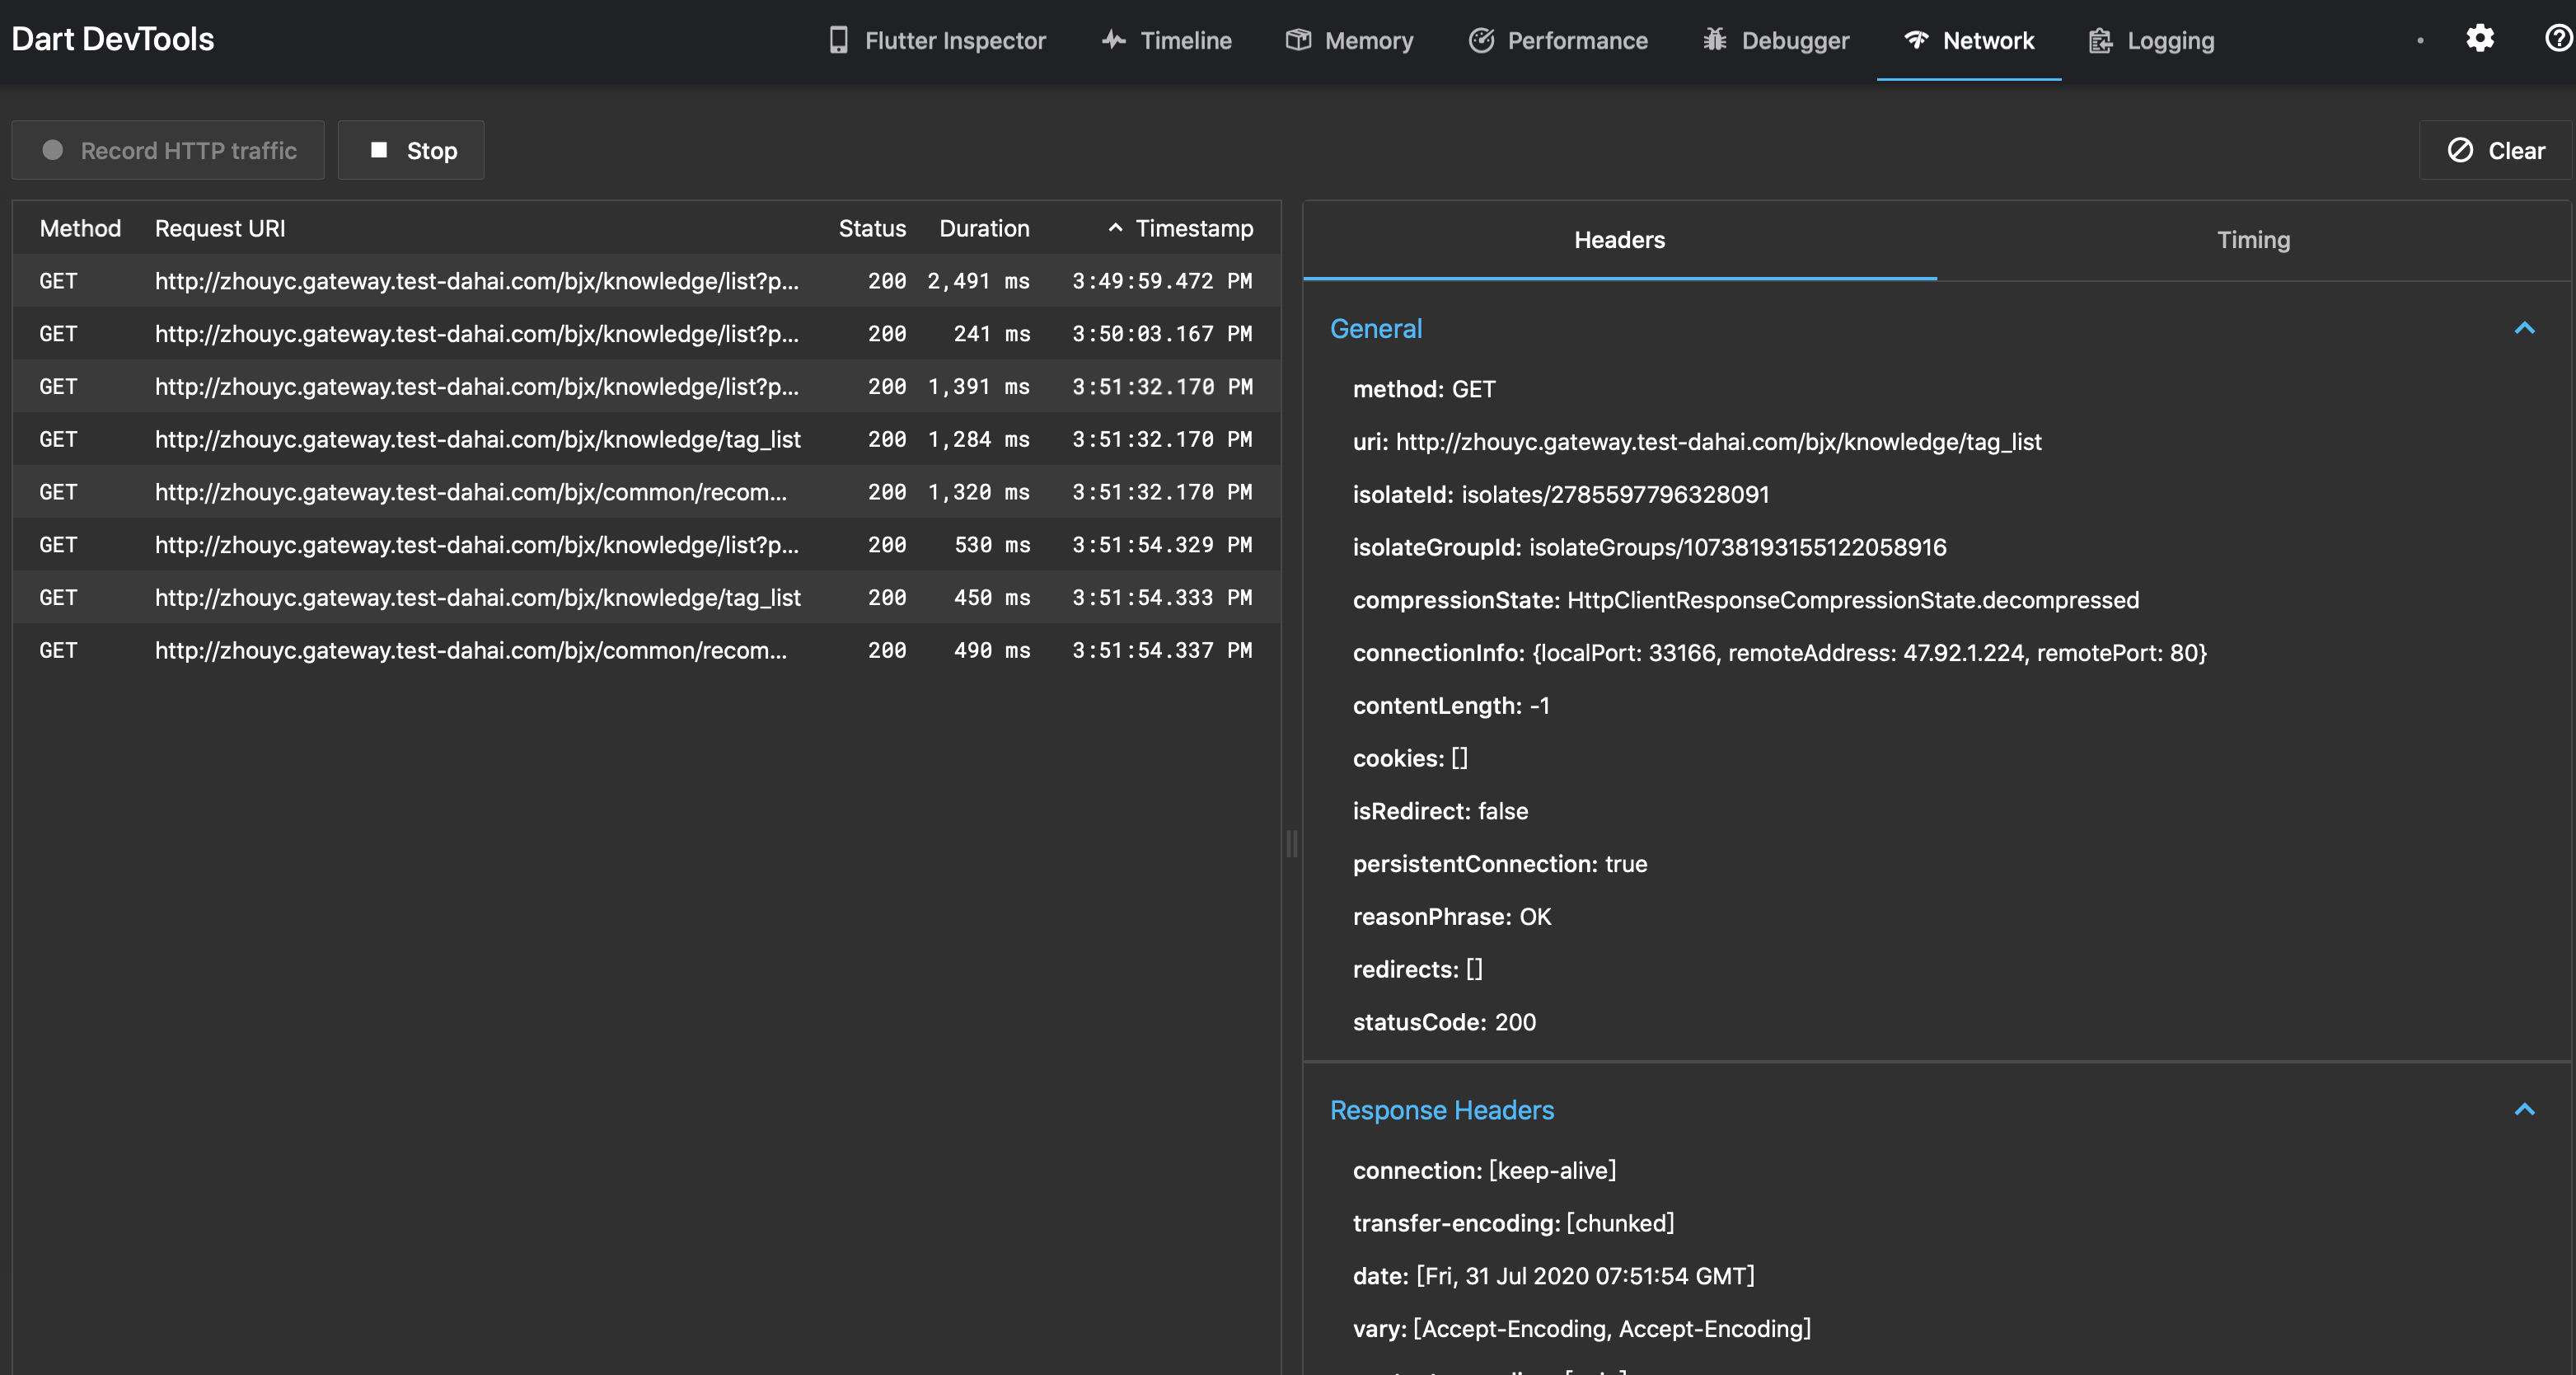 Dart DevTools
Flutter Inspector Timeline Memory Performance Debugger Network Logging
Record HTTP traffic Stop Clear
Method Request URI Status Duration Timestamp
GET http://zhouyc.gateway.test-dahai.com/bjx/knowledge/list?p... 200 2,491 ms 3:49:59.472 PM
GET http://zhouyc.gateway.test-dahai.com/bjx/knowledge/list?p... 200 241 ms 3:50:03.167 PM
GET http://zhouyc.gateway.test-dahai.com/bjx/knowledge/list?p... 200 1,391 ms 3:51:32.170 PM
GET http://zhouyc.gateway.test-dahai.com/bjx/knowledge/tag_list 200 1,284 ms 3:51:32.170 PM
GET http://zhouyc.gateway.test-dahai.com/bjx/common/recom... 200 1,320 ms 3:51:32.170 PM
GET http://zhouyc.gateway.test-dahai.com/bjx/knowledge/list?p... 200 530 ms 3:51:54.329 PM
GET http://zhouyc.gateway.test-dahai.com/bjx/knowledge/tag_list 200 450 ms 3:51:54.333 PM
GET http://zhouyc.gateway.test-dahai.com/bjx/common/recom... 200 490 ms 3:51:54.337 PM
Headers Timing
General
method: GET
uri: http://zhouyc.gateway.test-dahai.com/bjx/knowledge/tag_list
isolateId: isolates/2785597796328091
isolateGroupId: isolateGroups/10738193155122058916
compressionState: HttpClientResponseCompressionState.decompressed
connectionInfo: {localPort: 33166, remoteAddress: 47.92.1.224, remotePort: 80}
contentLength: -1
cookies: []
isRedirect: false
persistentConnection: true
reasonPhrase: OK
redirects: []
statusCode: 200
Response Headers
connection: [keep-alive]
transfer-encoding: [chunked]
date: [Fri, 31 Jul 2020 07:51:54 GMT]
vary: [Accept-Encoding, Accept-Encoding]